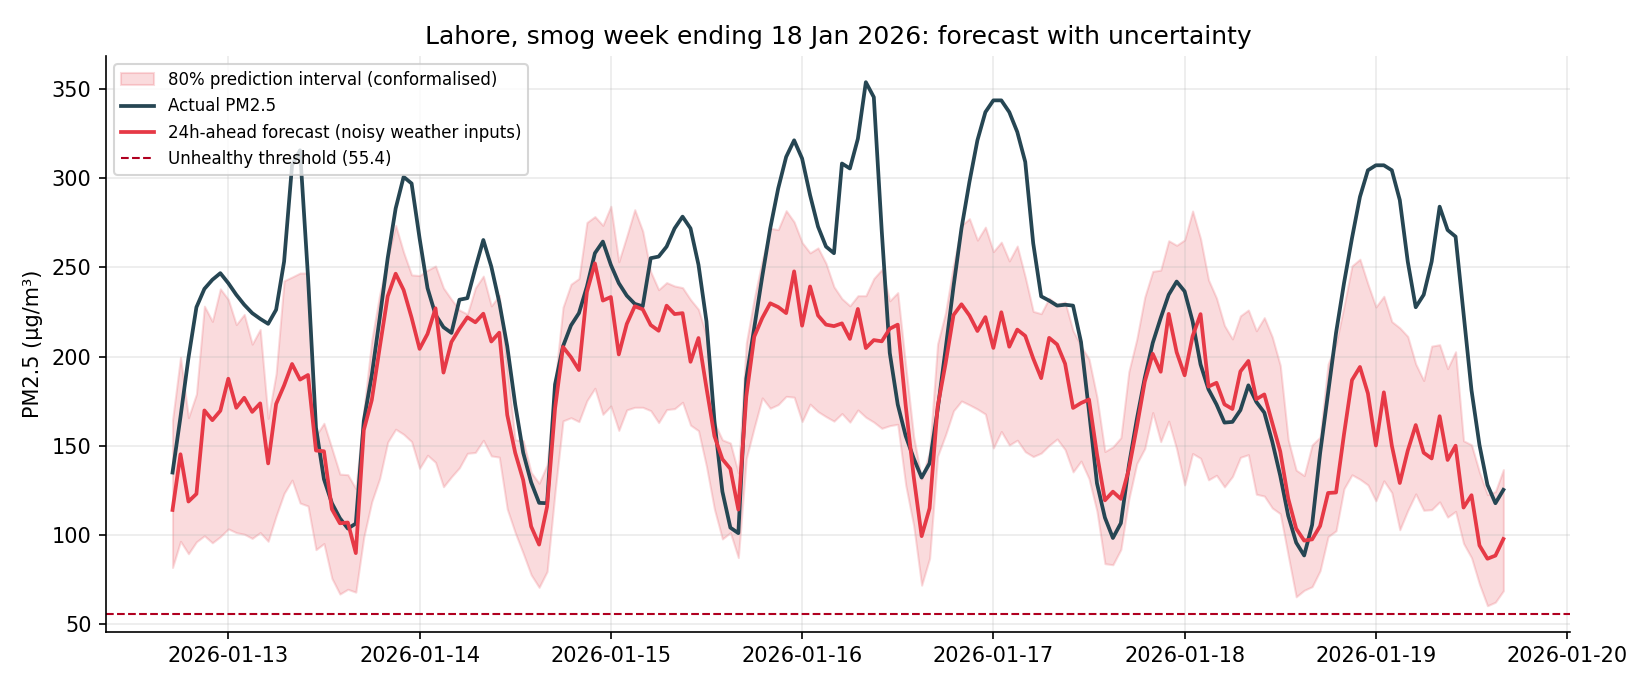 Lahore, smog week ending 18 Jan 2026: forecast with uncertainty
80% prediction interval (conformalised)
Actual PM2.5
24h-ahead forecast (noisy weather inputs)
Unhealthy threshold (55.4)
PM2.5 (µg/m³)
350
300
250
200
150
100
50
2026-01-13 2026-01-14 2026-01-15 2026-01-16 2026-01-17 2026-01-18 2026-01-19 2026-01-20